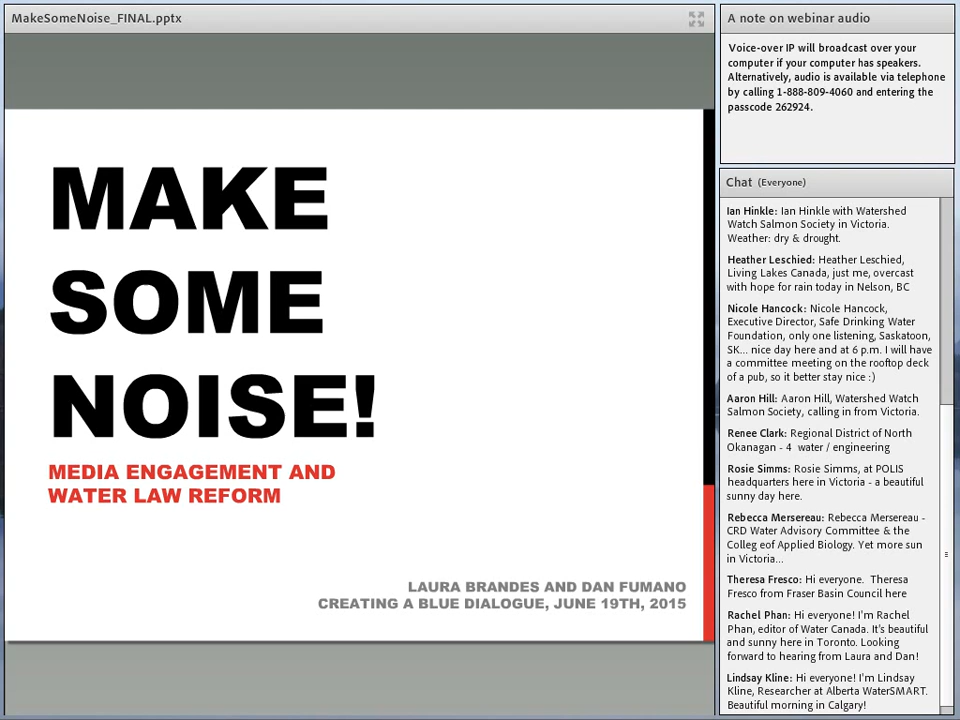 MakeSomeNoise_FINAL.pptx
MAKE
SOME
NOISE!
MEDIA ENGAGEMENT AND
WATER LAW REFORM
LAURA BRANDES AND DAN FUMANO
CREATING A BLUE DIALOGUE, JUNE 19TH, 2015
A note on webinar audio
Voice-over IP will broadcast over your
computer if your computer has speakers.
Alternatively, audio is available via telephone
by calling 1-888-809-4060 and entering the
passcode 262924.
Chat (Everyone)
Ian Hinkle: Ian Hinkle with Watershed
Watch Salmon Society in Victoria.
Weather: dry & drought.
Heather Leschied: Heather Leschied,
Living Lakes Canada, just me, overcast
with hope for rain today in Nelson, BC
Nicole Hancock: Nicole Hancock,
Executive Director, Safe Drinking Water
Foundation, only one listening, Saskatoon,
SK... nice day here and at 6 p.m. I will have
a committee meeting on the rooftop deck
of a pub, so it better stay nice :)
Aaron Hill: Aaron Hill, Watershed Watch
Salmon Society, calling in from Victoria.
Renee Clark: Regional District of North
Okanagan - 4 water / engineering
Rosie Simms: Rosie Simms, at POLIS
headquarters here in Victoria - a beautiful
sunny day here.
Rebecca Mersereau: Rebecca Mersereau -
CRD Water Advisory Committee & the
Colleg eof Applied Biology. Yet more sun
in Victoria...
Theresa Fresco: Hi everyone. Theresa
Fresco from Fraser Basin Council here
Rachel Phan: Hi everyone! I'm Rachel
Phan, editor of Water Canada. It's beautiful
and sunny here in Toronto. Looking
forward to hearing from Laura and Dan!
Lindsay Kline: Hi everyone! I'm Lindsay
Kline, Researcher at Alberta WaterSMART.
Beautiful morning in Calgary!